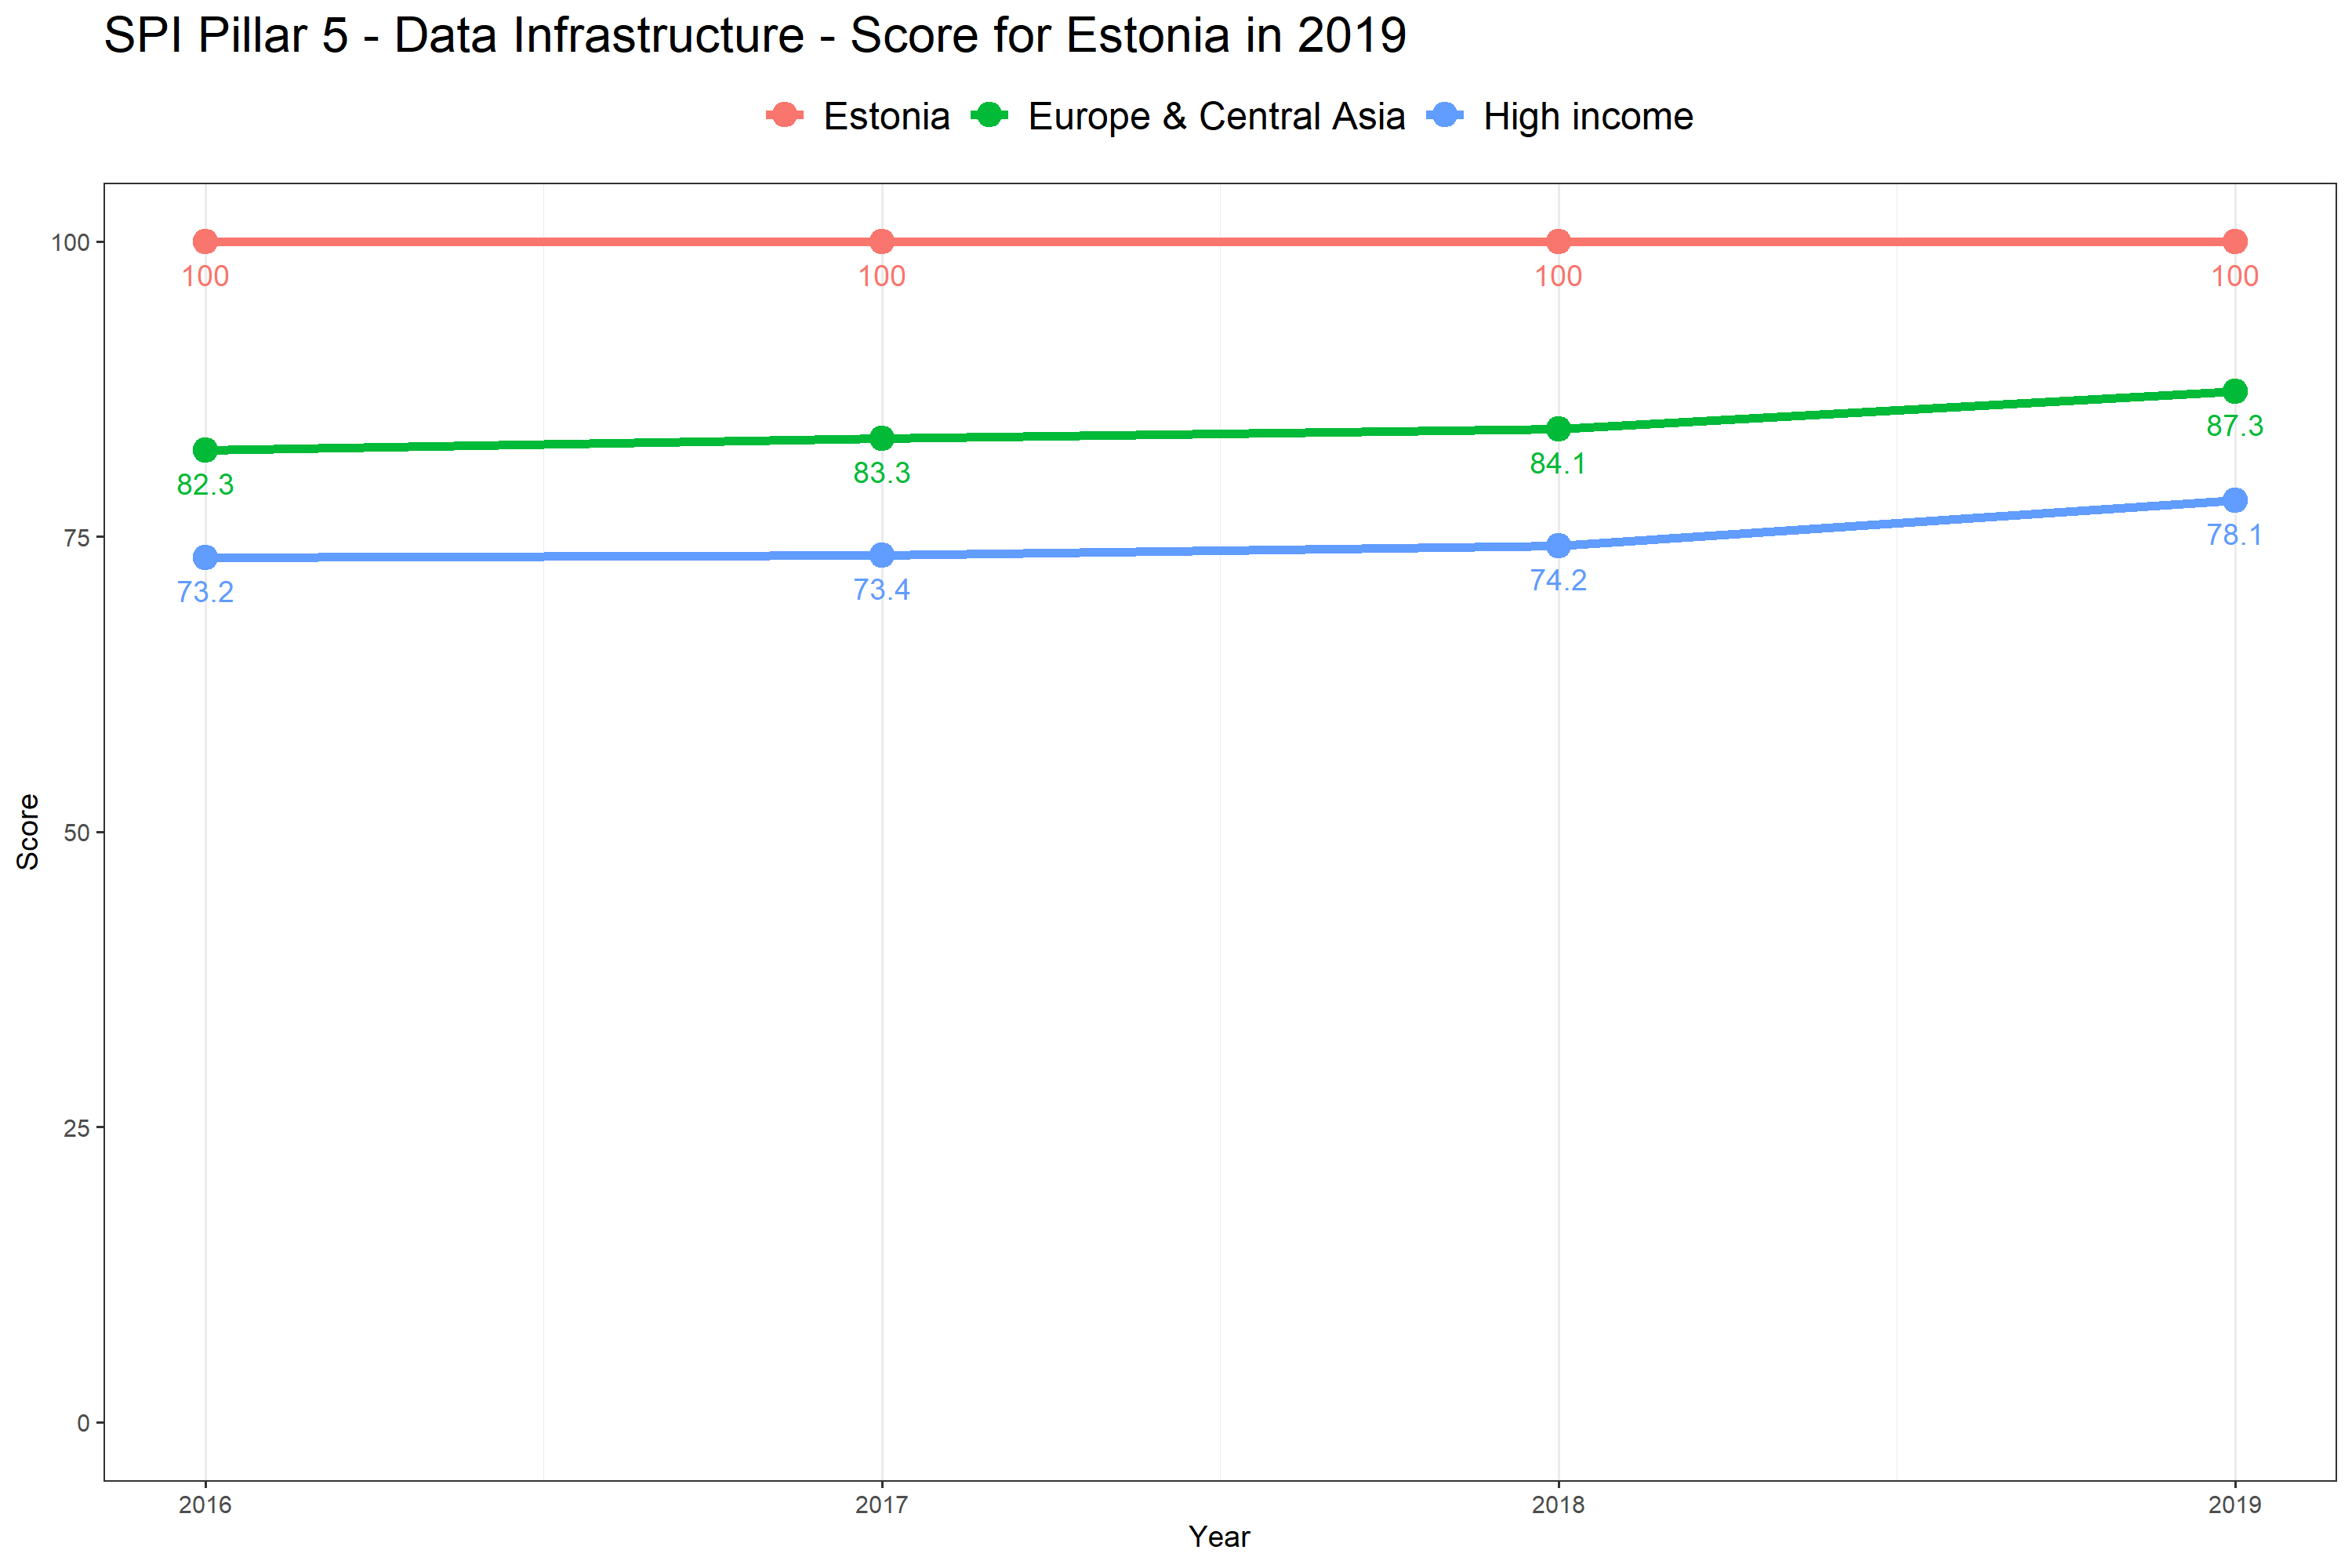 SPI Pillar 5 - Data Infrastructure - Score for Estonia in 2019
Estonia Europe & Central Asia High income
100
100 100 100 100
87.3
84.1
83.3
82.3
75
78.1
74.2
73.4
73.2
50
Score
25
0
2016 2017 2018 2019
Year